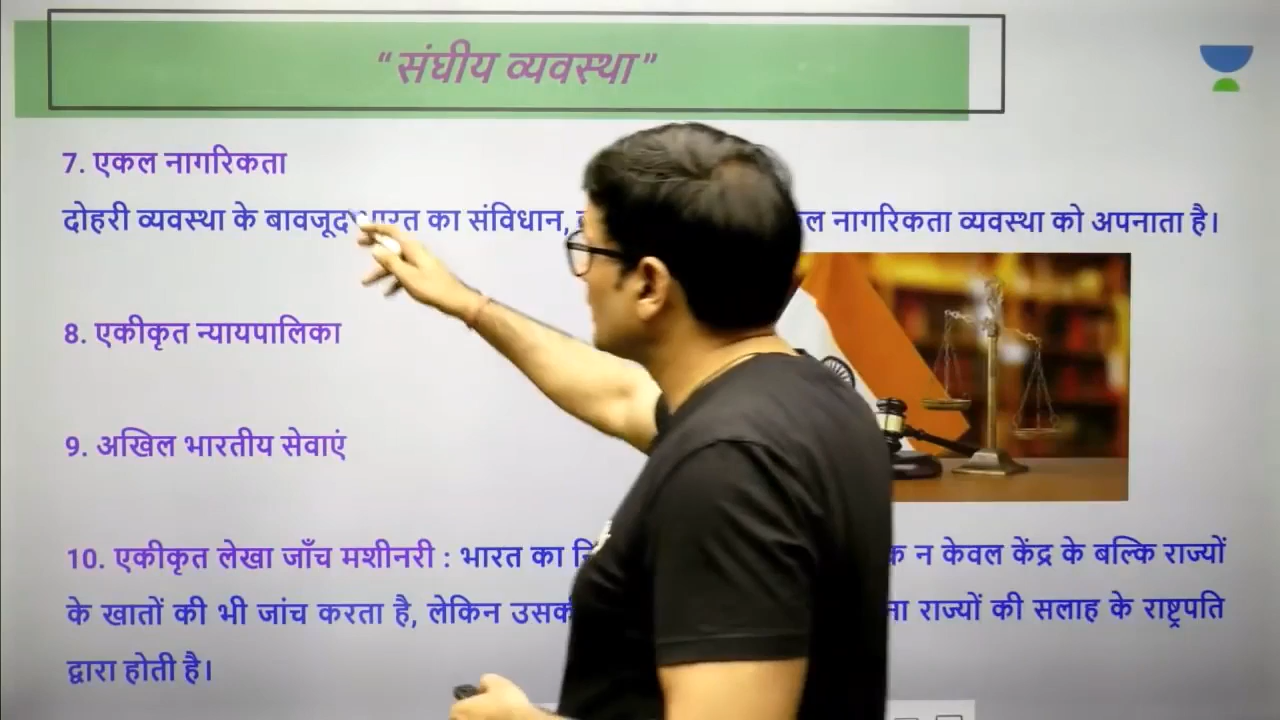 “संघीय व्यवस्था”
7. एकल नागरिकता
दोहरी व्यवस्था के बावजूद भारत का संविधान, नागरिकता व्यवस्था को अपनाता है।
8. एकीकृत न्यायपालिका
9. अखिल भारतीय सेवाएं
10. एकीकृत लेखा जाँच मशीनरी : भारत का न केवल केंद्र के बल्कि राज्यों
के खातों की भी जांच करता है, लेकिन राज्यों की सलाह के राष्ट्रपति
द्वारा होती है।